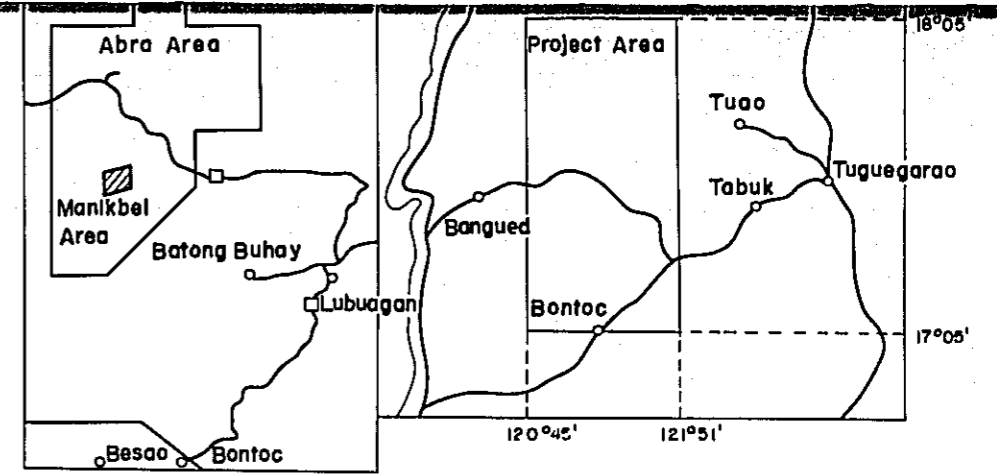 Abra Area
Manikbel
Area
Batong Buhay
Lubuagan
Besao
Bontoc
Project Area
18°05'
Tuao
Tuguegarao
Tabuk
Bangued
Bontoc
17°05'
120°45'
121°51'